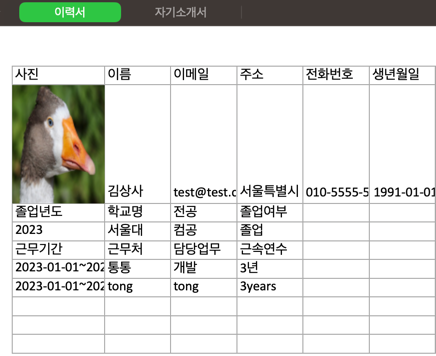 이력서 자기소개서
사진 이름 이메일 주소 전화번호 생년월일
김상사 test@test.c 서울특별시 010-5555-5 1991-01-01
졸업년도 학교명 전공 졸업여부
2023 서울대 컴공 졸업
근무기간 근무처 담당업무 근속연수
2023-01-01~202 통통 개발 3년
2023-01-01~202 tong tong 3years